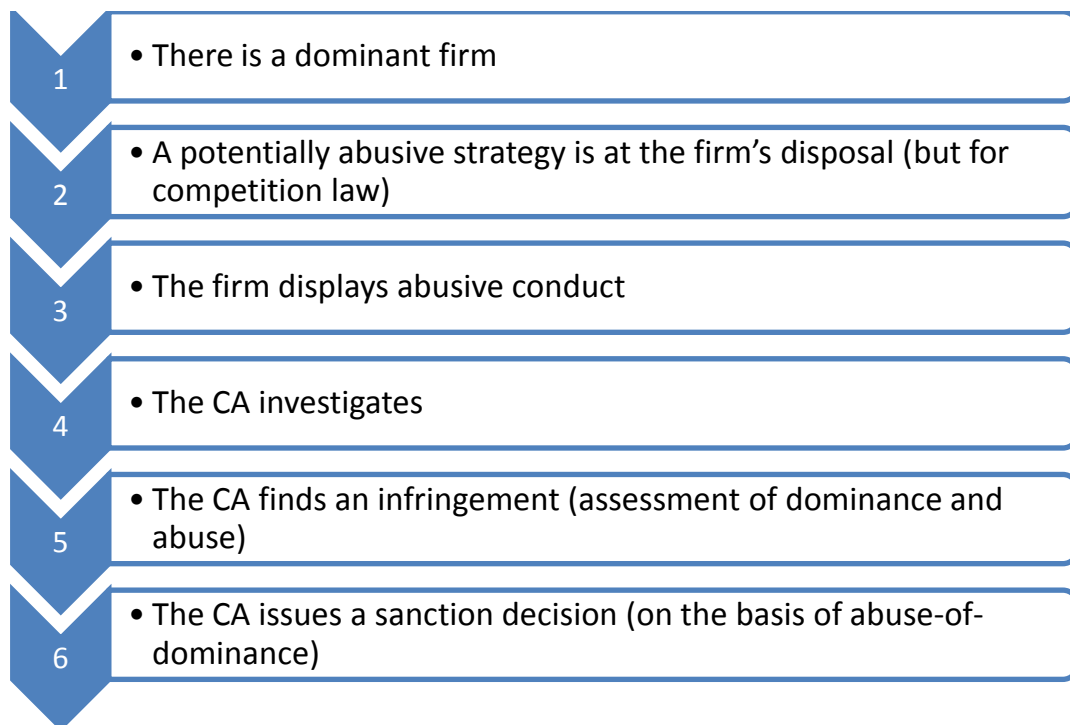 1
• There is a dominant firm
2
• A potentially abusive strategy is at the firm’s disposal (but for
competition law)
3
• The firm displays abusive conduct
4
• The CA investigates
5
• The CA finds an infringement (assessment of dominance and
abuse)
6
• The CA issues a sanction decision (on the basis of abuse-of-
dominance)